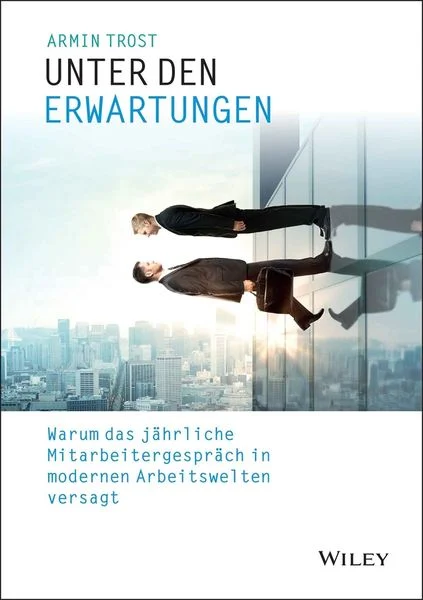 ARMIN TROST
UNTER DEN
ERWARTUNGEN
Warum das jährliche
Mitarbeitergespräch in
modernen Arbeitswelten
versagt
WILEY